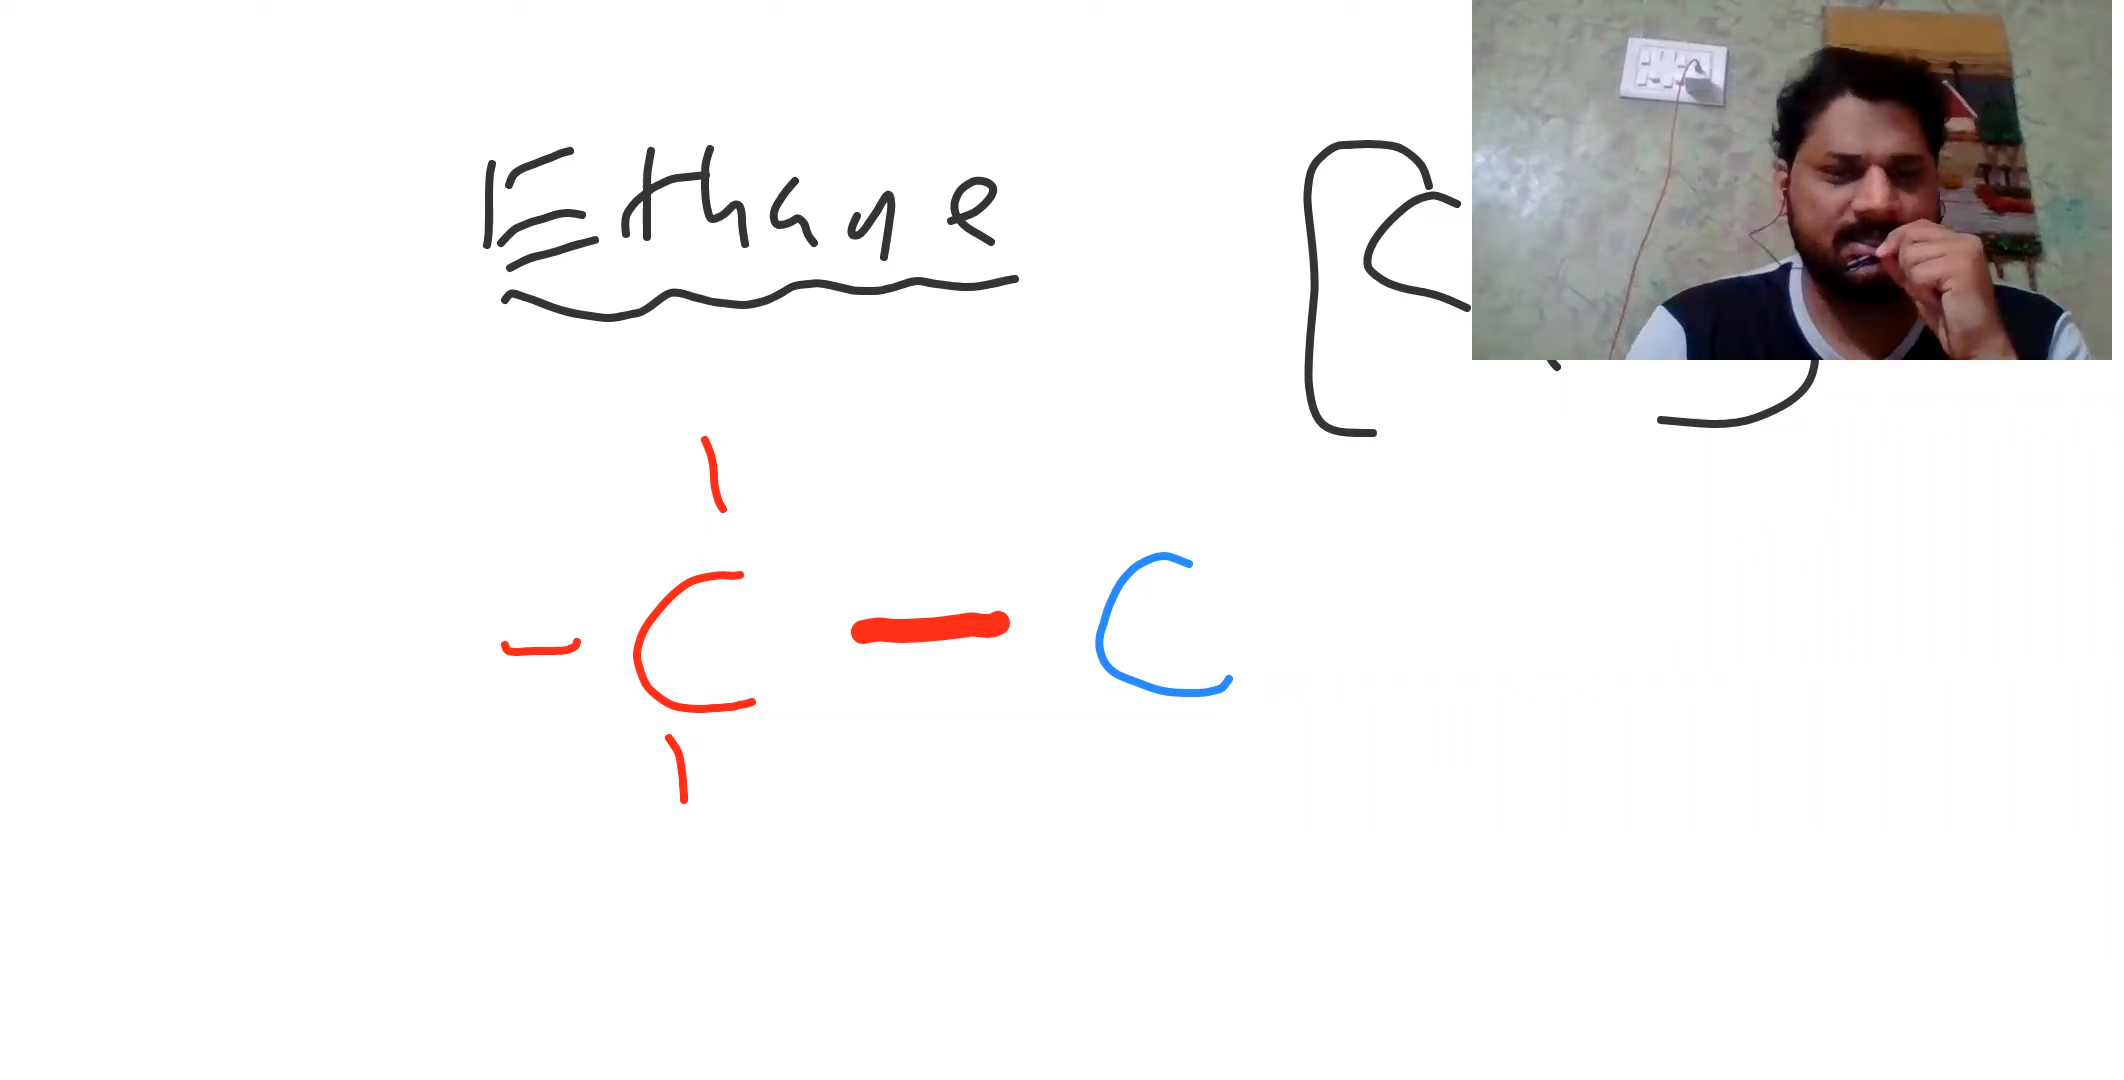 Ethane
[C
C — C